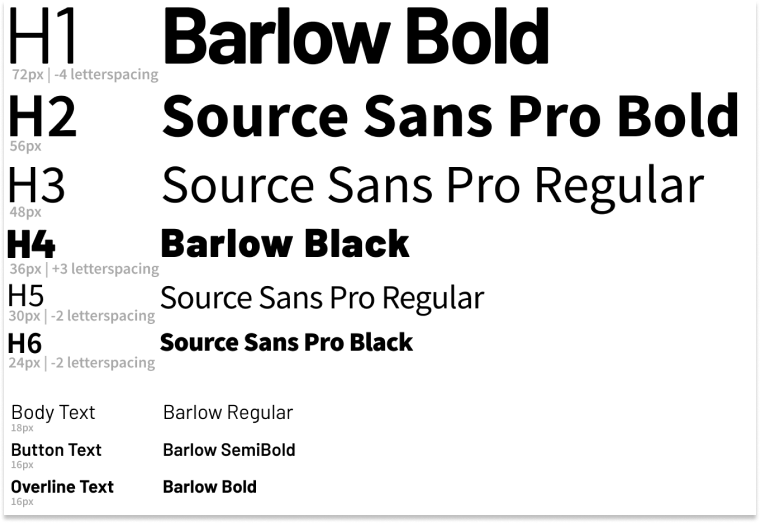 H1 Barlow Bold
72px | -4 letterspacing
H2 Source Sans Pro Bold
56px
H3 Source Sans Pro Regular
48px
H4 Barlow Black
36px | +3 letterspacing
H5 Source Sans Pro Regular
30px | -2 letterspacing
H6 Source Sans Pro Black
24px | -2 letterspacing
Body Text Barlow Regular
18px
Button Text Barlow SemiBold
16px
Overline Text Barlow Bold
16px